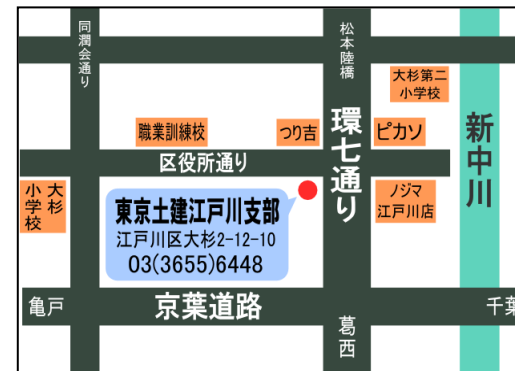 同潤会通り
松本陸橋
大杉第二
小学校
職業訓練校
つり吉
環七通り
ピカソ
新中川
区役所通り
大杉
小学校
東京土建江戸川支部
江戸川区大杉2-12-10
03(3655)6448
ノジマ
江戸川店
亀戸
京葉道路
葛西
千葉